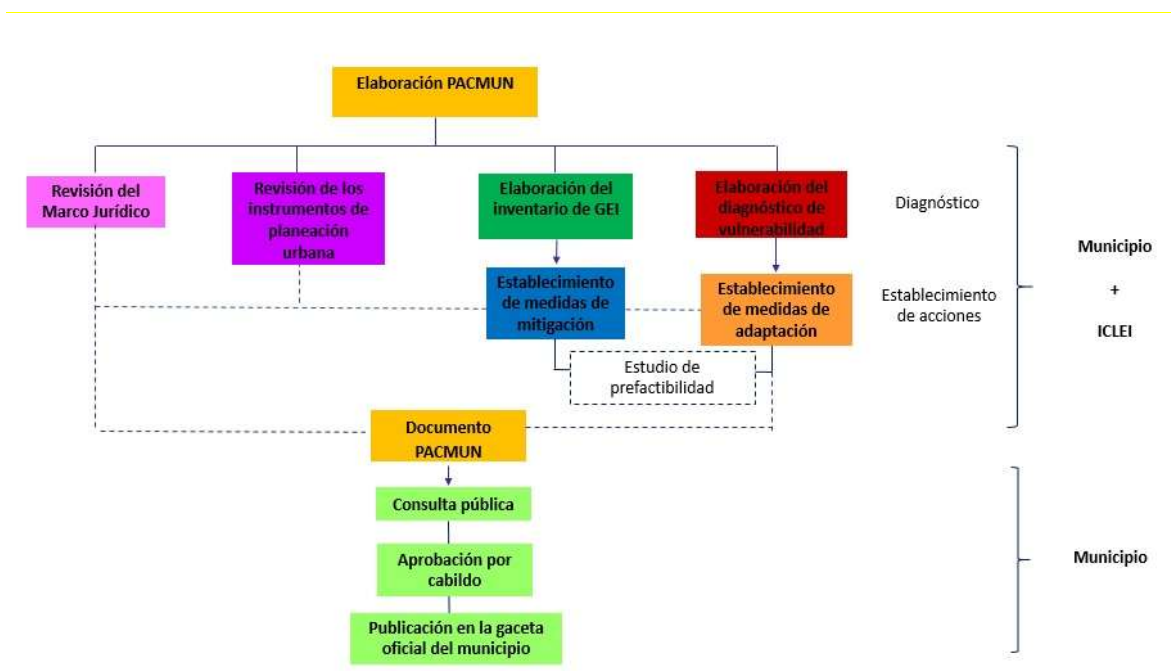 Elaboración PACMUN
Revisión del
Marco Jurídico
Revisión de los
instrumentos de
planeación
urbana
Elaboración del
inventario de GEI
Elaboración del
diagnóstico de
vulnerabilidad
Diagnóstico
Establecimiento
de medidas de
mitigación
Establecimiento
de medidas de
adaptación
Establecimiento
de acciones
Municipio
+
ICLEI
Estudio de
prefactibilidad
Documento
PACMUN
Consulta pública
Aprobación por
cabildo
Publicación en la gaceta
oficial del municipio
Municipio